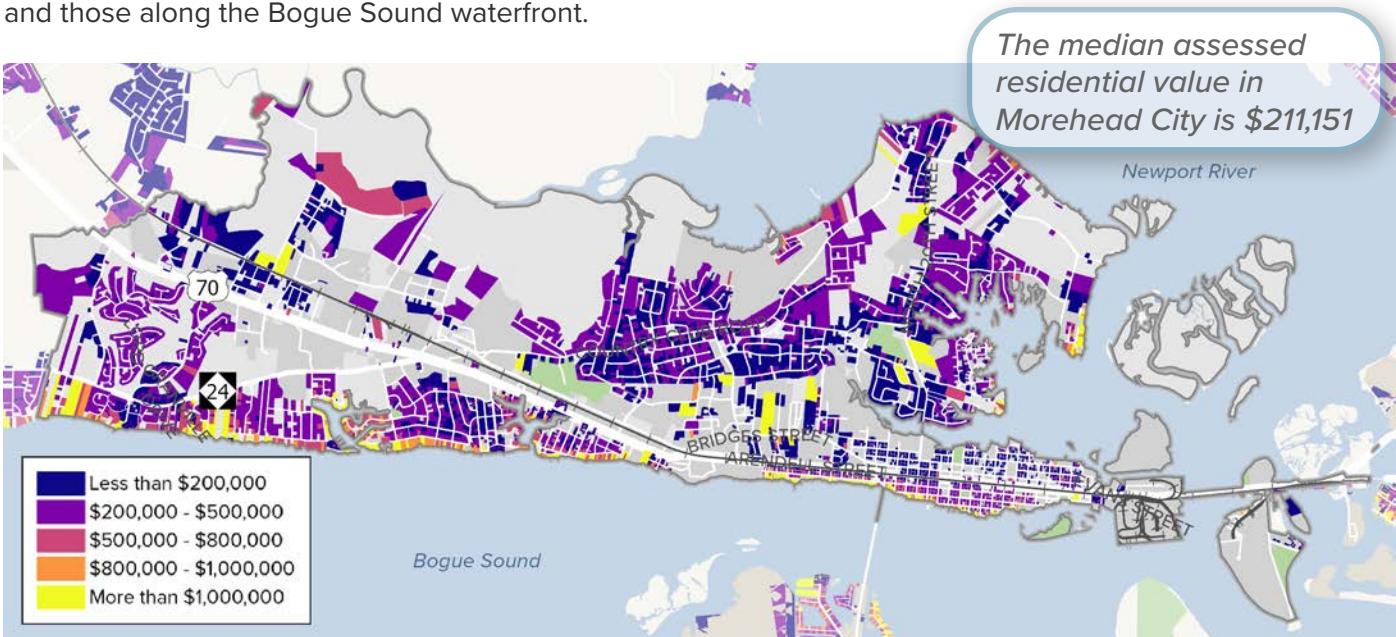 and those along the Bogue Sound waterfront.
The median assessed
residential value in
Morehead City is $211,151
Newport River
70
24
BRIDGES STREET
ARENDELL STREET
EVANS STREET
Bogue Sound
Less than $200,000
$200,000 - $500,000
$500,000 - $800,000
$800,000 - $1,000,000
More than $1,000,000